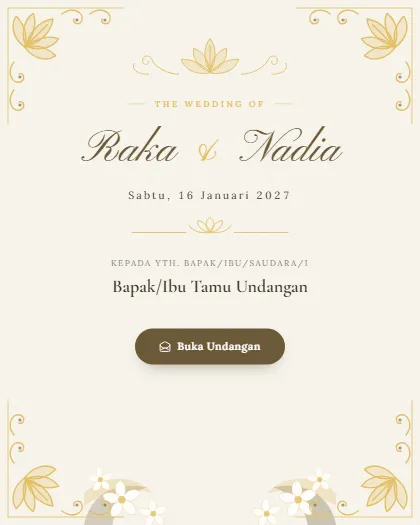 THE WEDDING OF
Raka & Nadia
Sabtu, 16 Januari 2027
KEPADA YTH. BAPAK/IBU/SAUDARA/I
Bapak/Ibu Tamu Undangan
Buka Undangan